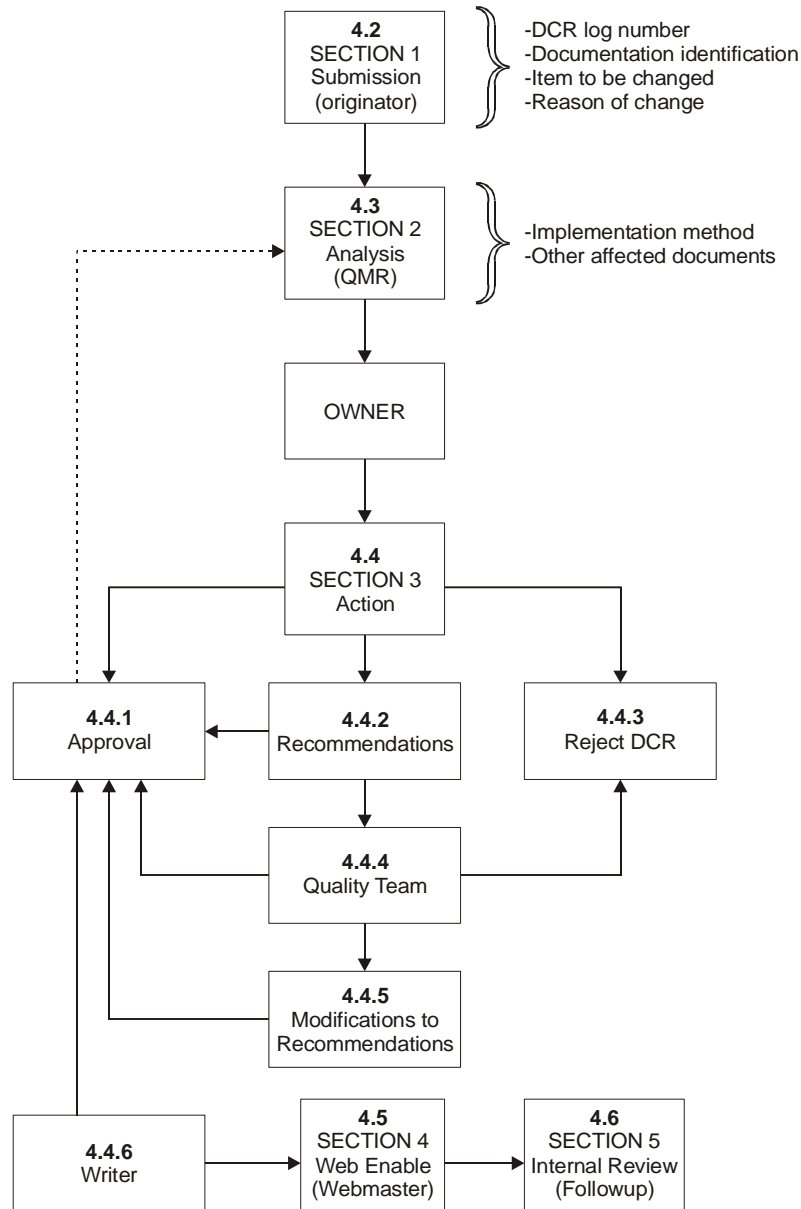 4.2
SECTION 1
Submission
(originator)
-DCR log number
-Documentation identification
-Item to be changed
-Reason of change
4.3
SECTION 2
Analysis
(QMR)
-Implementation method
-Other affected documents
OWNER
4.4
SECTION 3
Action
4.4.1
Approval
4.4.2
Recommendations
4.4.3
Reject DCR
4.4.4
Quality Team
4.4.5
Modifications to
Recommendations
4.4.6
Writer
4.5
SECTION 4
Web Enable
(Webmaster)
4.6
SECTION 5
Internal Review
(Followup)